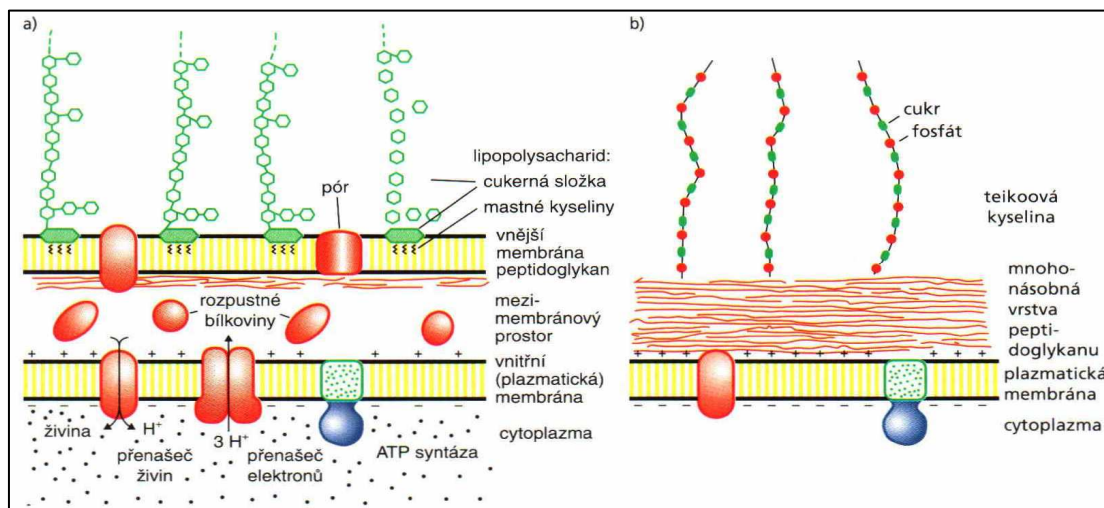 a)
lipopolysacharid:
cukerná složka
mastné kyseliny
pór
vnější
membrána
peptidoglykan
rozpustné
bílkoviny
mezi-
membránový
prostor
+ + + + + + +
vnitřní
(plazmatická)
membrána
živina
H⁺
přenašeč
živin
3 H⁺
přenašeč
elektronů
ATP syntáza
cytoplazma
b)
cukr
fosfát
teikoová
kyselina
mnoho-
násobná
vrstva
pepti-
doglykanu
plazmatická
membrána
cytoplazma